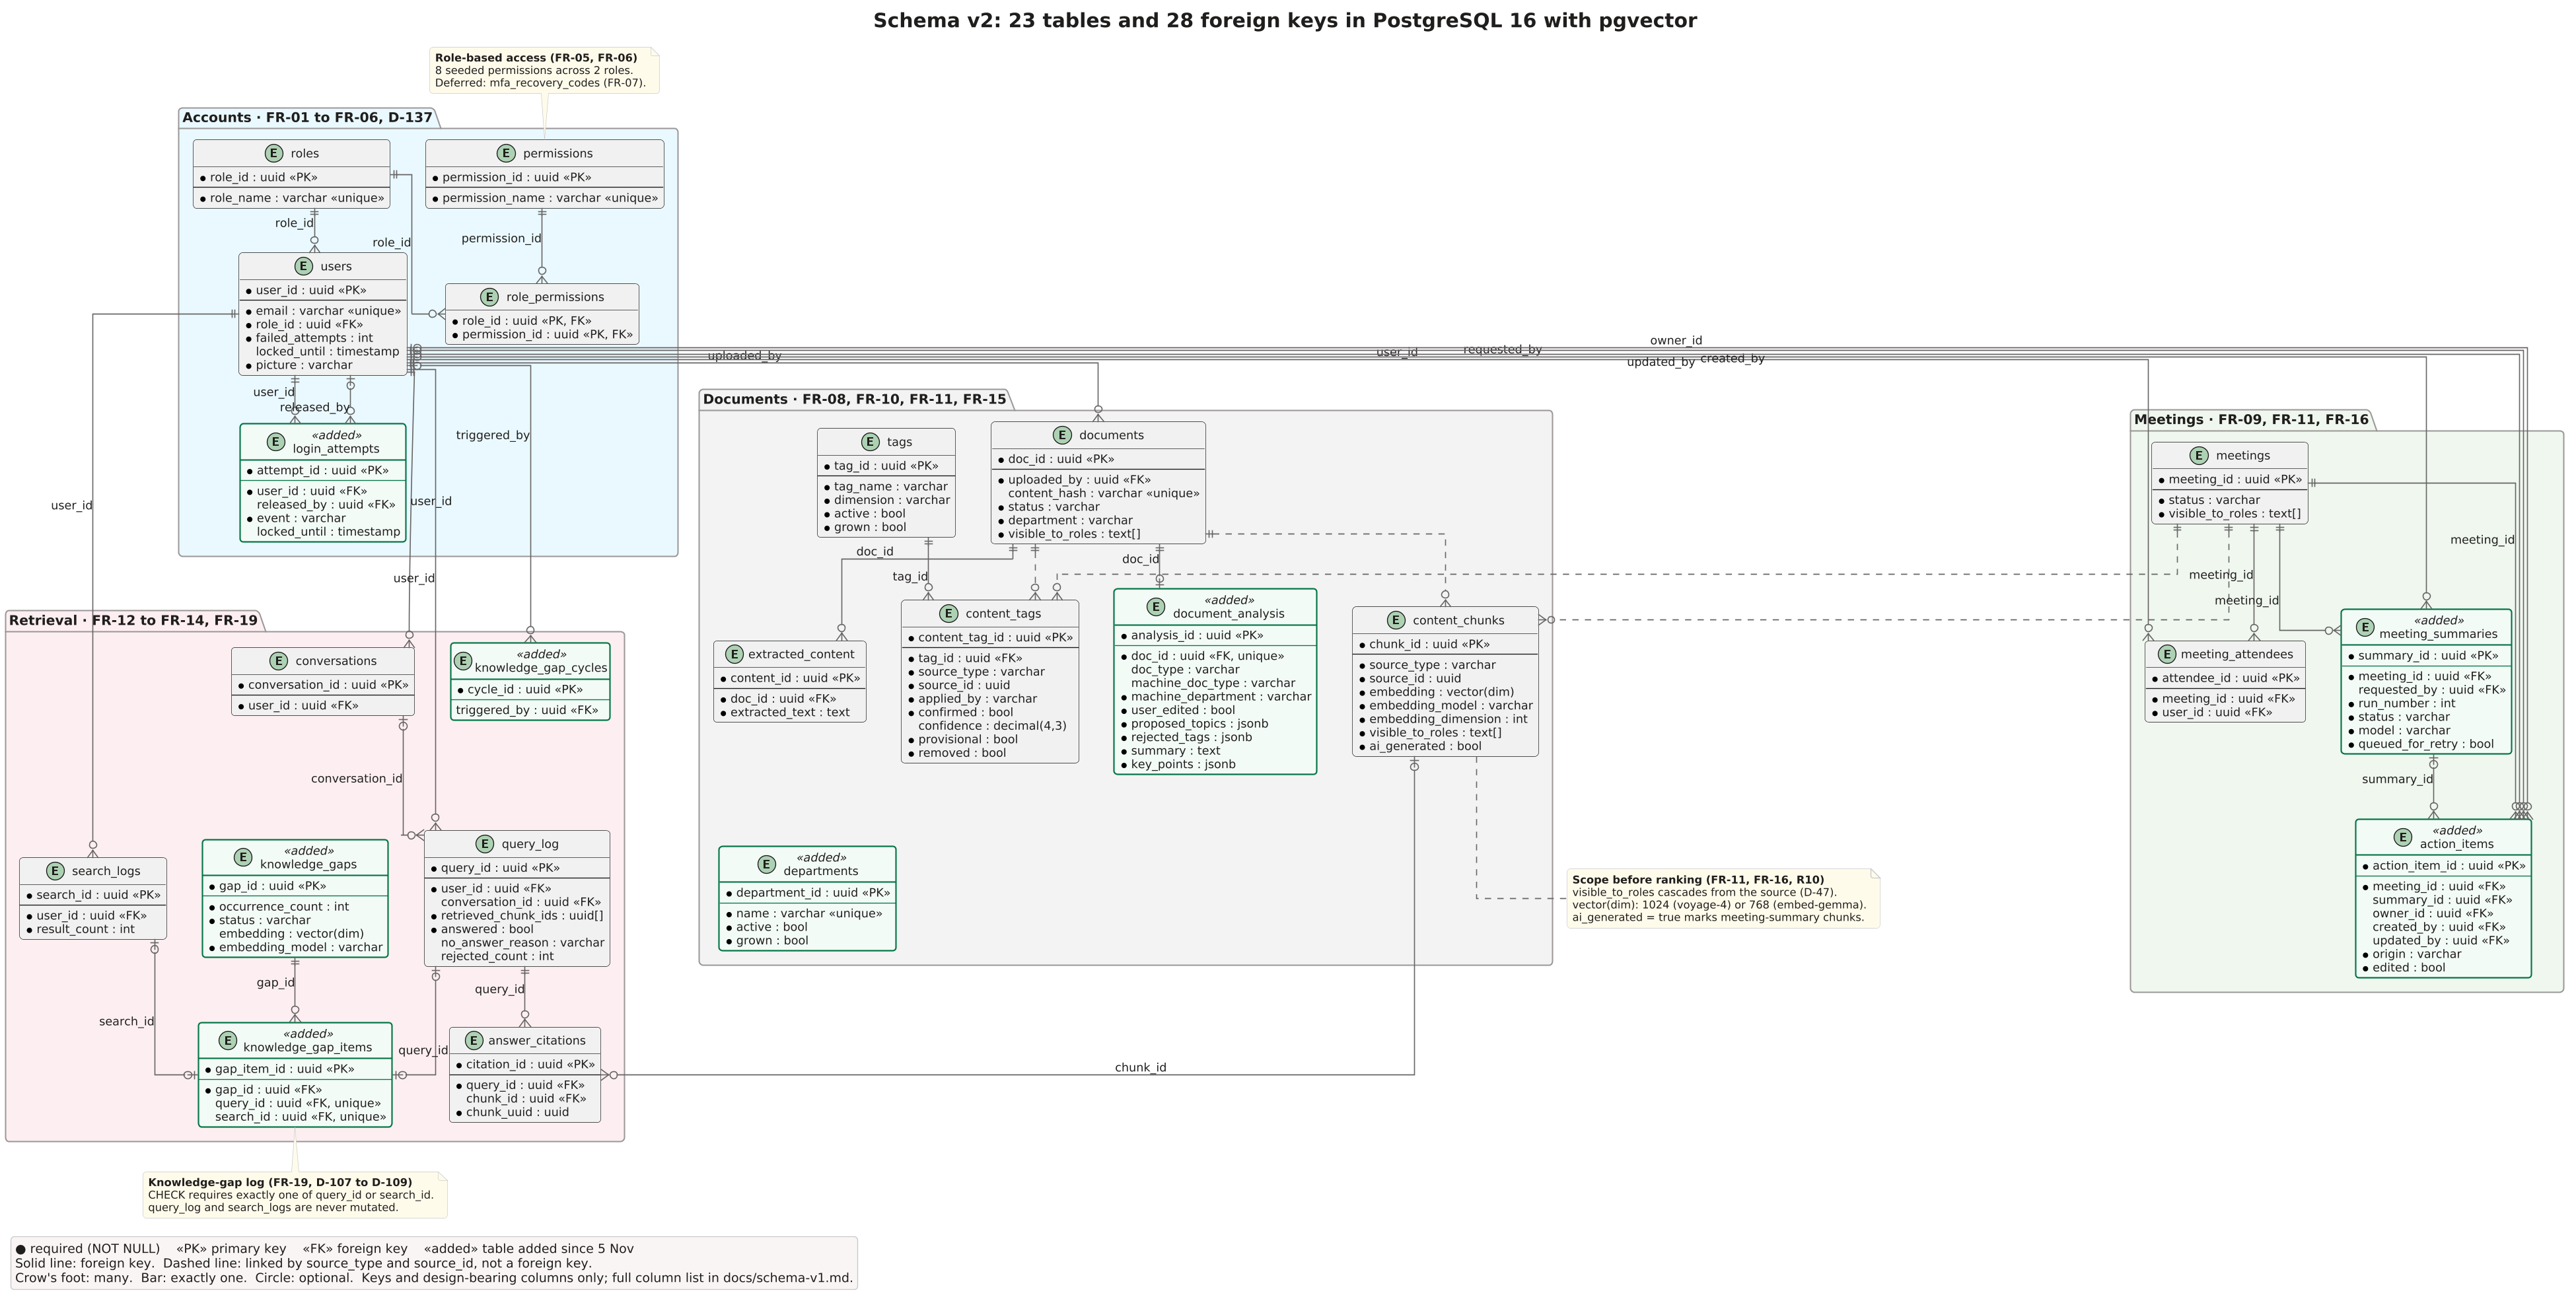 Schema v2: 23 tables and 28 foreign keys in PostgreSQL 16 with pgvector
Role-based access (FR-05, FR-06)
8 seeded permissions across 2 roles.
Deferred: mfa_recovery_codes (FR-07).
Accounts · FR-01 to FR-06, D-137
E roles
role_id : uuid «PK»
role_name : varchar «unique»
E permissions
permission_id : uuid «PK»
permission_name : varchar «unique»
role_id
role_id
permission_id
E users
user_id : uuid «PK»
email : varchar «unique»
role_id : uuid «FK»
failed_attempts : int
locked_until : timestamp
picture : varchar
E role_permissions
role_id : uuid «PK, FK»
permission_id : uuid «PK, FK»
uploaded_by
user_id
requested_by
owner_id
updated_by
created_by
user_id
released_by
triggered_by
user_id
user_id
user_id
«added»
E login_attempts
attempt_id : uuid «PK»
user_id : uuid «FK»
released_by : uuid «FK»
event : varchar
locked_until : timestamp
Documents · FR-08, FR-10, FR-11, FR-15
E tags
tag_id : uuid «PK»
tag_name : varchar
dimension : varchar
active : bool
grown : bool
E documents
doc_id : uuid «PK»
uploaded_by : uuid «FK»
content_hash : varchar «unique»
status : varchar
department : varchar
visible_to_roles : text[]
doc_id
tag_id
doc_id
E extracted_content
content_id : uuid «PK»
doc_id : uuid «FK»
extracted_text : text
E content_tags
content_tag_id : uuid «PK»
tag_id : uuid «FK»
source_type : varchar
source_id : uuid
applied_by : varchar
confirmed : bool
confidence : decimal(4,3)
provisional : bool
removed : bool
«added»
E document_analysis
analysis_id : uuid «PK»
doc_id : uuid «FK, unique»
doc_type : varchar
machine_doc_type : varchar
machine_department : varchar
user_edited : bool
proposed_topics : jsonb
rejected_tags : jsonb
summary : text
key_points : jsonb
E content_chunks
chunk_id : uuid «PK»
source_type : varchar
source_id : uuid
embedding : vector(dim)
embedding_model : varchar
embedding_dimension : int
visible_to_roles : text[]
ai_generated : bool
«added»
E departments
department_id : uuid «PK»
name : varchar «unique»
active : bool
grown : bool
Scope before ranking (FR-11, FR-16, R10)
visible_to_roles cascades from the source (D-47).
vector(dim): 1024 (voyage-4) or 768 (embed-gemma).
ai_generated = true marks meeting-summary chunks.
Meetings · FR-09, FR-11, FR-16
E meetings
meeting_id : uuid «PK»
status : varchar
visible_to_roles : text[]
meeting_id
meeting_id
meeting_id
E meeting_attendees
attendee_id : uuid «PK»
meeting_id : uuid «FK»
user_id : uuid «FK»
«added»
E meeting_summaries
summary_id : uuid «PK»
meeting_id : uuid «FK»
requested_by : uuid «FK»
run_number : int
status : varchar
model : varchar
queued_for_retry : bool
summary_id
«added»
E action_items
action_item_id : uuid «PK»
meeting_id : uuid «FK»
summary_id : uuid «FK»
owner_id : uuid «FK»
created_by : uuid «FK»
updated_by : uuid «FK»
origin : varchar
edited : bool
Retrieval · FR-12 to FR-14, FR-19
E conversations
conversation_id : uuid «PK»
user_id : uuid «FK»
«added»
E knowledge_gap_cycles
cycle_id : uuid «PK»
triggered_by : uuid «FK»
conversation_id
E search_logs
search_id : uuid «PK»
user_id : uuid «FK»
result_count : int
«added»
E knowledge_gaps
gap_id : uuid «PK»
occurrence_count : int
status : varchar
embedding : vector(dim)
embedding_model : varchar
E query_log
query_id : uuid «PK»
user_id : uuid «FK»
conversation_id : uuid «FK»
retrieved_chunk_ids : uuid[]
answered : bool
no_answer_reason : varchar
rejected_count : int
gap_id
query_id
search_id
query_id
chunk_id
«added»
E knowledge_gap_items
gap_item_id : uuid «PK»
gap_id : uuid «FK»
query_id : uuid «FK, unique»
search_id : uuid «FK, unique»
E answer_citations
citation_id : uuid «PK»
query_id : uuid «FK»
chunk_id : uuid «FK»
chunk_uuid : uuid
Knowledge-gap log (FR-19, D-107 to D-109)
CHECK requires exactly one of query_id or search_id.
query_log and search_logs are never mutated.
● required (NOT NULL) «PK» primary key «FK» foreign key «added» table added since 5 Nov
Solid line: foreign key. Dashed line: linked by source_type and source_id, not a foreign key.
Crow's foot: many. Bar: exactly one. Circle: optional. Keys and design-bearing columns only; full column list in docs/schema-v1.md.